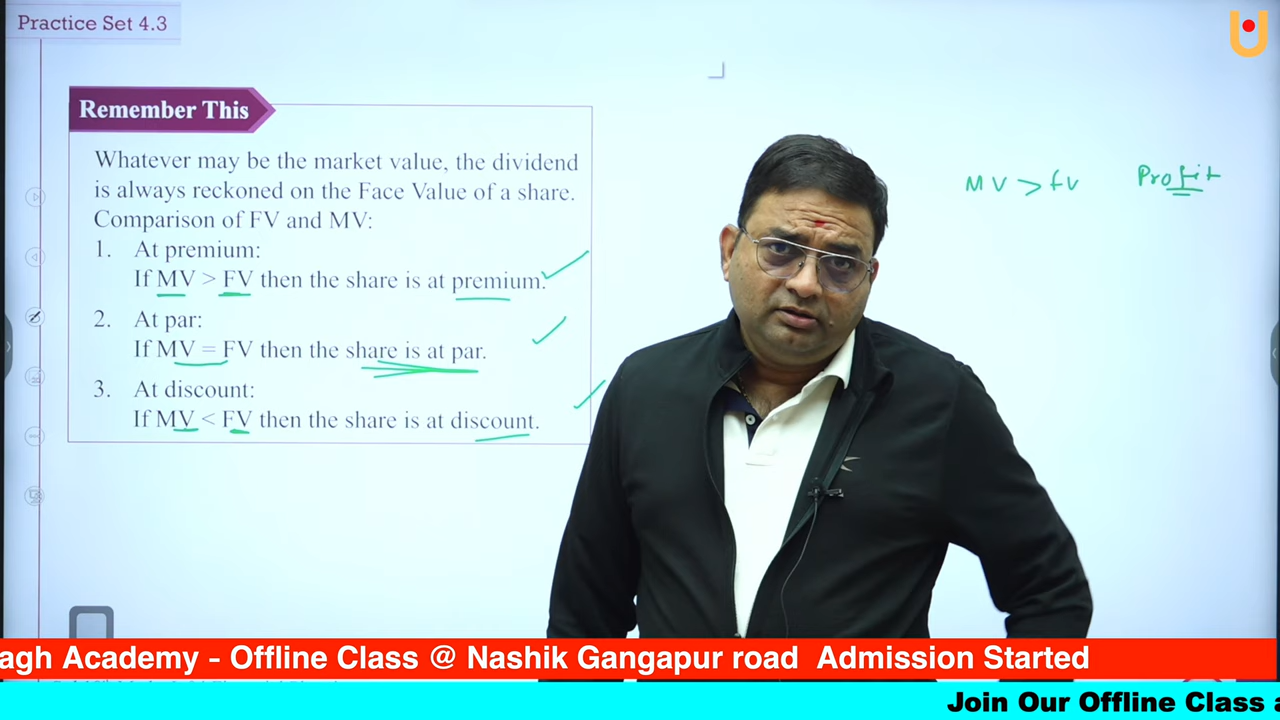 Practice Set 4.3
Remember This
Whatever may be the market value, the dividend
is always reckoned on the Face Value of a share.
Comparison of FV and MV:
1. At premium:
If MV > FV then the share is at premium.
2. At par:
If MV = FV then the share is at par.
3. At discount:
If MV < FV then the share is at discount.
MV > fv Profit
agh Academy - Offline Class @ Nashik Gangapur road Admission Started
Join Our Offline Class